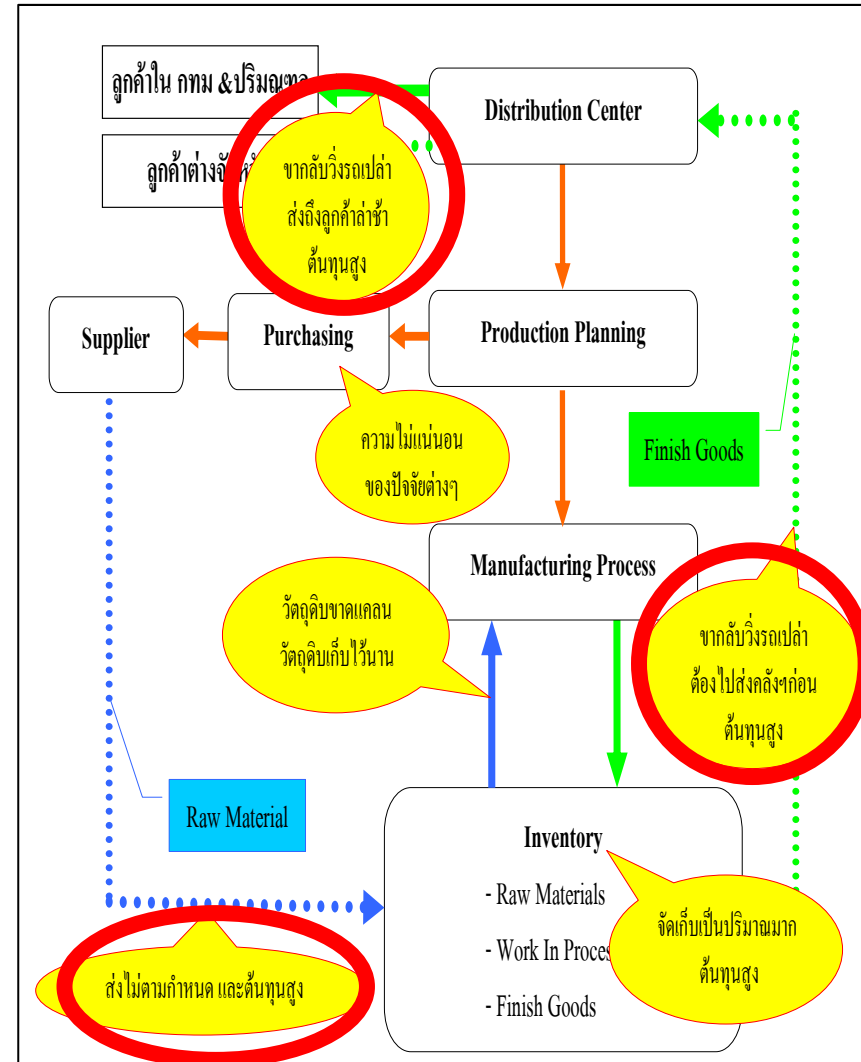 ลูกค้าใน กทม &ปริมณฑล
Distribution Center
ลูกค้า
ขากลับวิ่งรถเปล่า
ส่งถึงลูกค้าล่าช้า
ต้นทุนสูง
Supplier
Purchasing
Production Planning
ความไม่แน่นอน
ของปัจจัยต่างๆ
Finish Goods
Manufacturing Process
วัตถุดิบขาดแคลน
วัตถุดิบเก็บไว้นาน
ขากลับวิ่งรถเปล่า
ต้องไปส่งคลังฯก่อน
ต้นทุนสูง
Raw Material
Inventory
- Raw Materials
- Work In Proces
- Finish Goods
จัดเก็บเป็นปริมาณมาก
ต้นทุนสูง
ส่งไม่ตามกำหนด และต้นทุนสูง